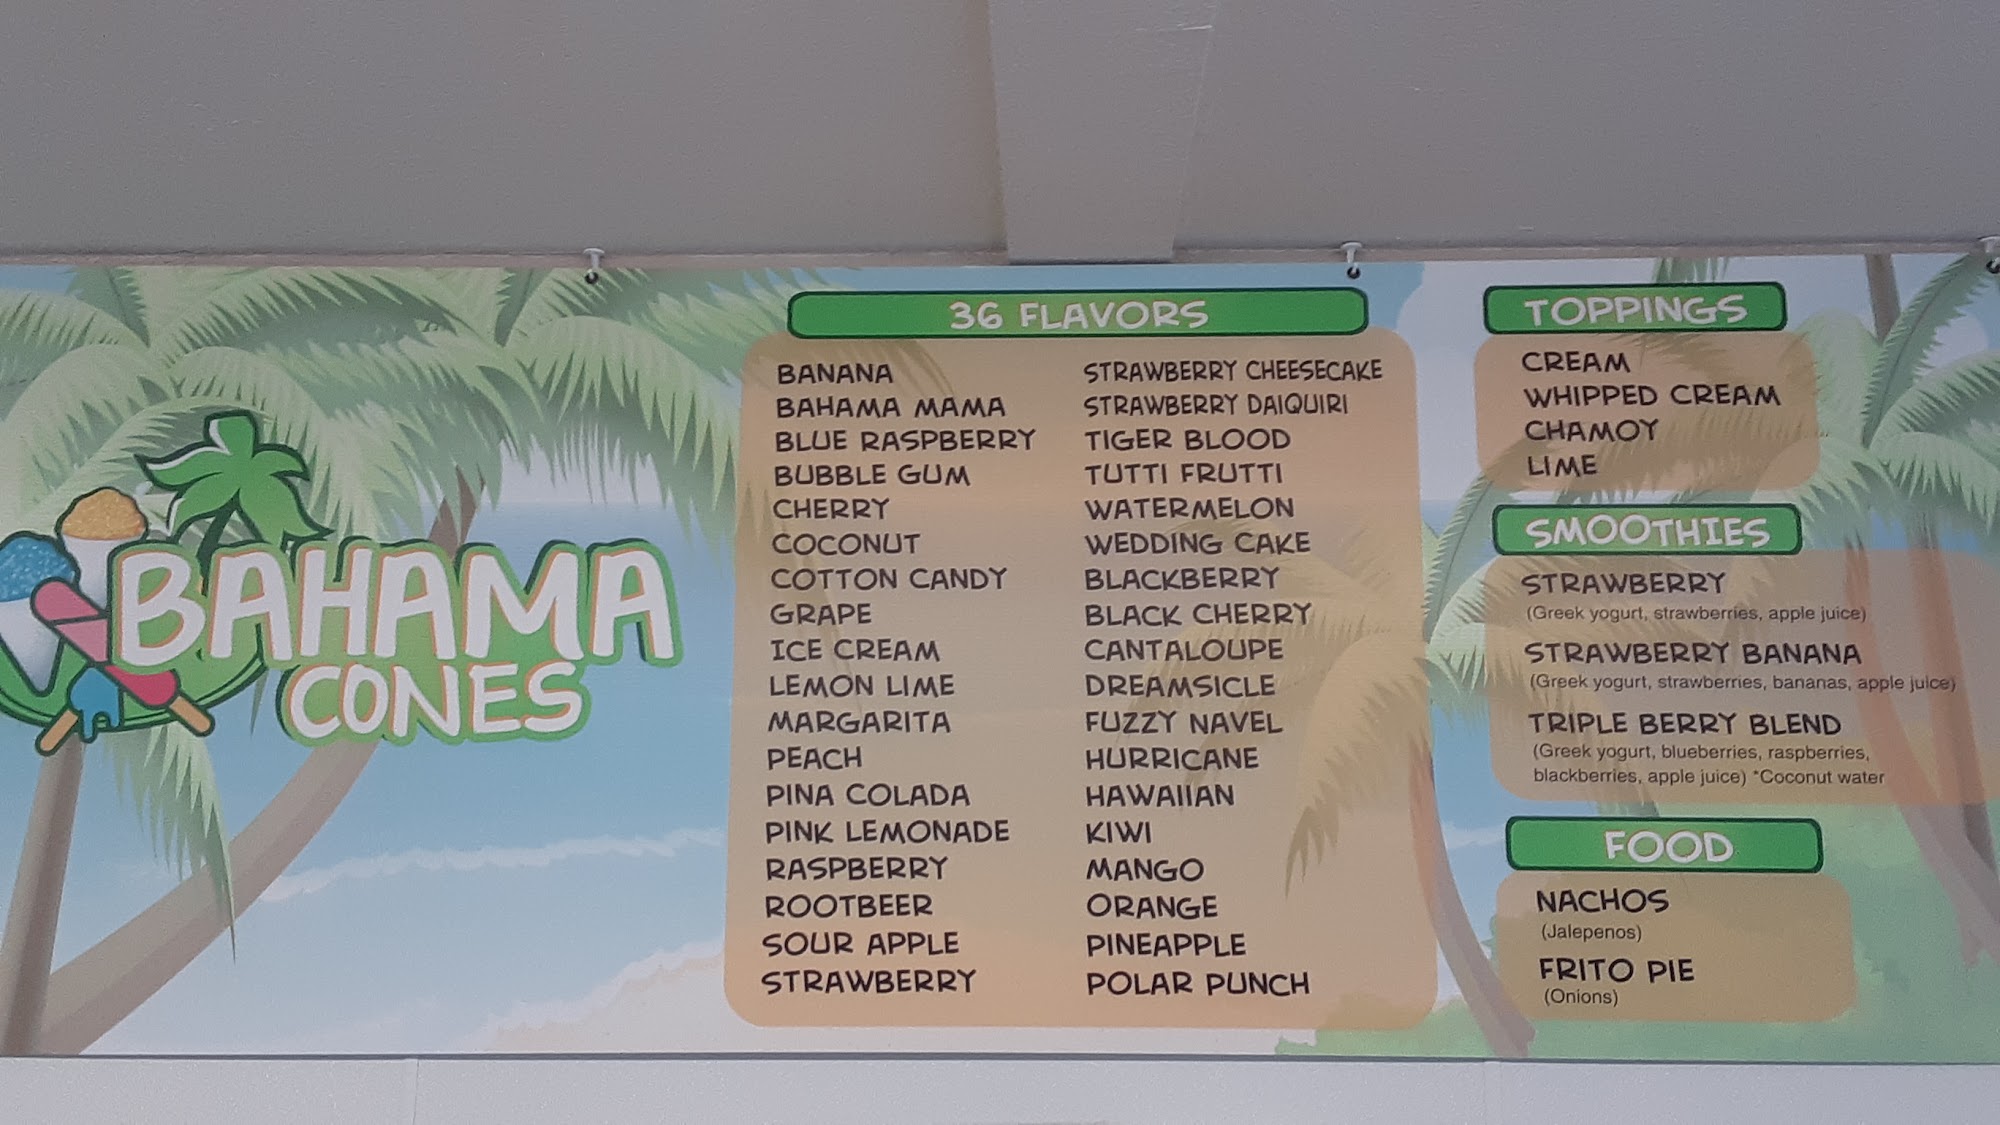 BAHAMA
CONES
36 FLAVORS
BANANA
BAHAMA MAMA
BLUE RASPBERRY
BUBBLE GUM
CHERRY
COCONUT
COTTON CANDY
GRAPE
ICE CREAM
LEMON LIME
MARGARITA
PEACH
PINA COLADA
PINK LEMONADE
RASPBERRY
ROOTBEER
SOUR APPLE
STRAWBERRY
STRAWBERRY CHEESECAKE
STRAWBERRY DAIQUIRI
TIGER BLOOD
TUTTI FRUTTI
WATERMELON
WEDDING CAKE
BLACKBERRY
BLACK CHERRY
CANTALOUPE
DREAMSICLE
FUZZY NAVEL
HURRICANE
HAWAIIAN
KIWI
MANGO
ORANGE
PINEAPPLE
POLAR PUNCH
TOPPINGS
CREAM
WHIPPED CREAM
CHAMOY
LIME
SMOOTHIES
STRAWBERRY
(Greek yogurt, strawberries, apple juice)
STRAWBERRY BANANA
(Greek yogurt, strawberries, bananas, apple juice)
TRIPLE BERRY BLEND
(Greek yogurt, blueberries, raspberries,
blackberries, apple juice) *Coconut water
FOOD
NACHOS
(Jalepenos)
FRITO PIE
(Onions)